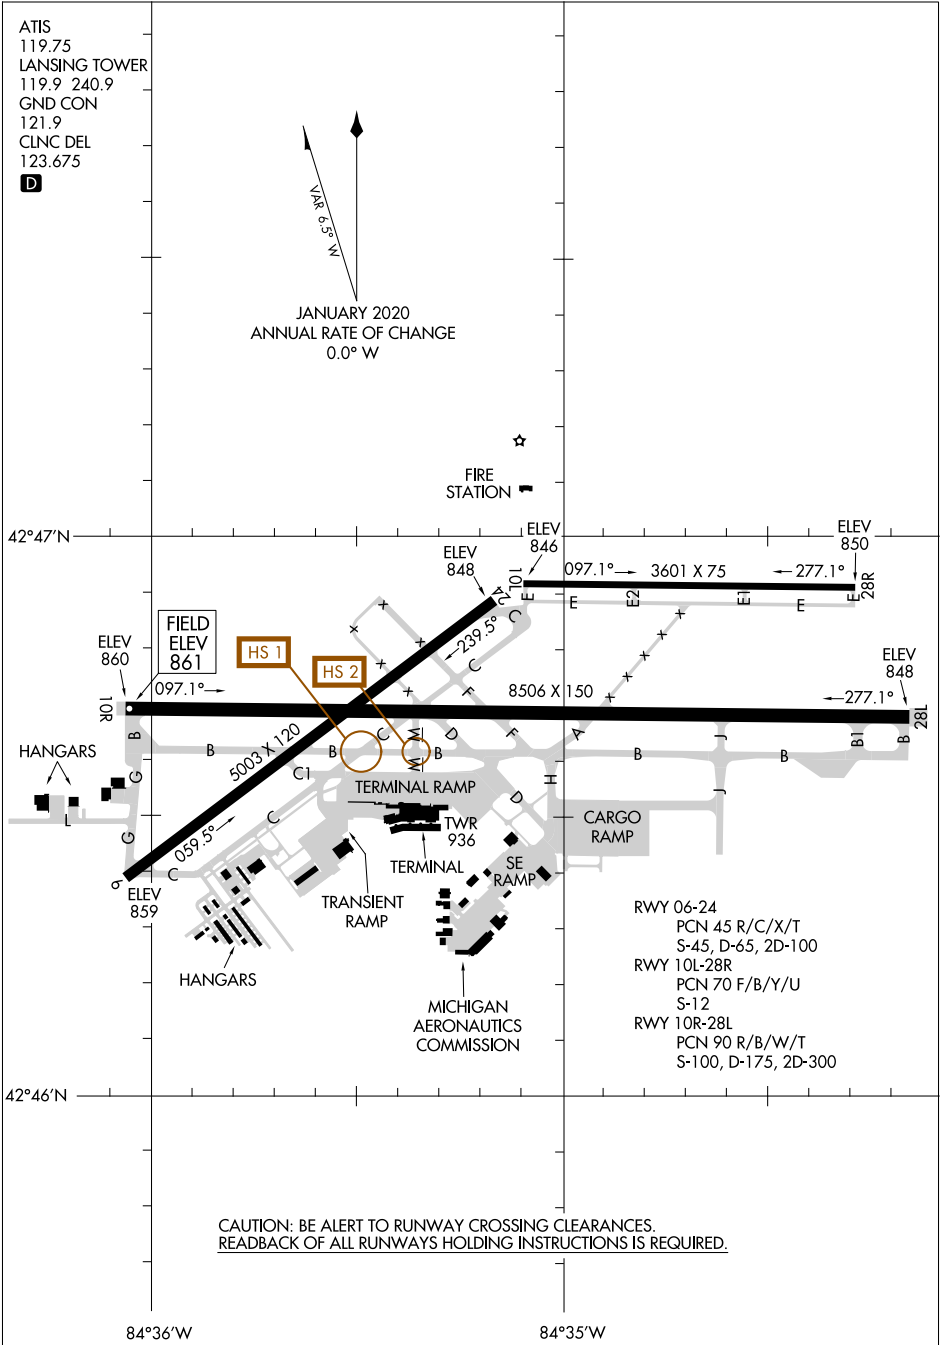 ATIS
119.75
LANSING TOWER
119.9 240.9
GND CON
121.9
CLNC DEL
123.675
D
VAR 6.5° W
JANUARY 2020
ANNUAL RATE OF CHANGE
0.0° W
FIRE
STATION
42°47'N
ELEV
846
ELEV
850
ELEV
848
10L
097.1°
3601 X 75
277.1°
28R
24
E
E
E2
E1
E
E
FIELD
ELEV
861
ELEV
860
HS 1
HS 2
239.5°
C
C
F
ELEV
848
10R
097.1°
8506 X 150
277.1°
28L
B
B
5003 X 120
B
C
W
W
B
D
F
A
B
J
B
B1
B
HANGARS
G
C1
TERMINAL RAMP
H
J
D
L
G
059.5°
C
TWR
936
CARGO
RAMP
TERMINAL
SE
RAMP
6
C
ELEV
859
TRANSIENT
RAMP
HANGARS
MICHIGAN
AERONAUTICS
COMMISSION
RWY 06-24
PCN 45 R/C/X/T
S-45, D-65, 2D-100
RWY 10L-28R
PCN 70 F/B/Y/U
S-12
RWY 10R-28L
PCN 90 R/B/W/T
S-100, D-175, 2D-300
42°46'N
CAUTION: BE ALERT TO RUNWAY CROSSING CLEARANCES.
READBACK OF ALL RUNWAYS HOLDING INSTRUCTIONS IS REQUIRED.
84°36'W
84°35'W